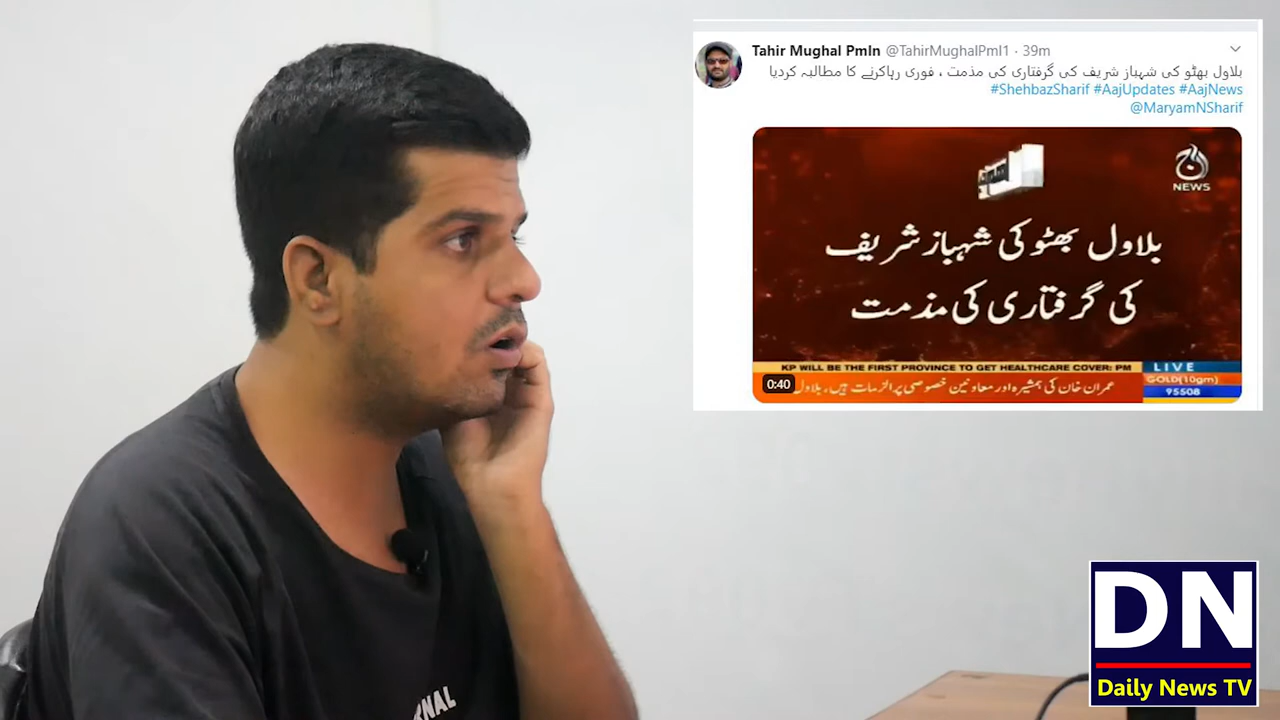 Tahir Mughal Pmln @TahirMughalPml1 · 39m
بلاول بھٹو کی شہباز شریف کی گرفتاری کی مذمت ، فوری رہاکرنے کا مطالبہ کردیا
#ShehbazSharif #AajUpdates #AajNews
@MaryamNSharif
آج
NEWS
بلاول بھٹو کی شہباز شریف
کی گرفتاری کی مذمت
KP WILL BE THE FIRST PROVINCE TO GET HEALTHCARE COVER: PM
LIVE
0:40
عمران خان کی ہمشیرہ اور معاونین خصوصی پر الزامات ہیں، بلاول
GOLD(10gm)
95508
RNAL
DN
Daily News TV